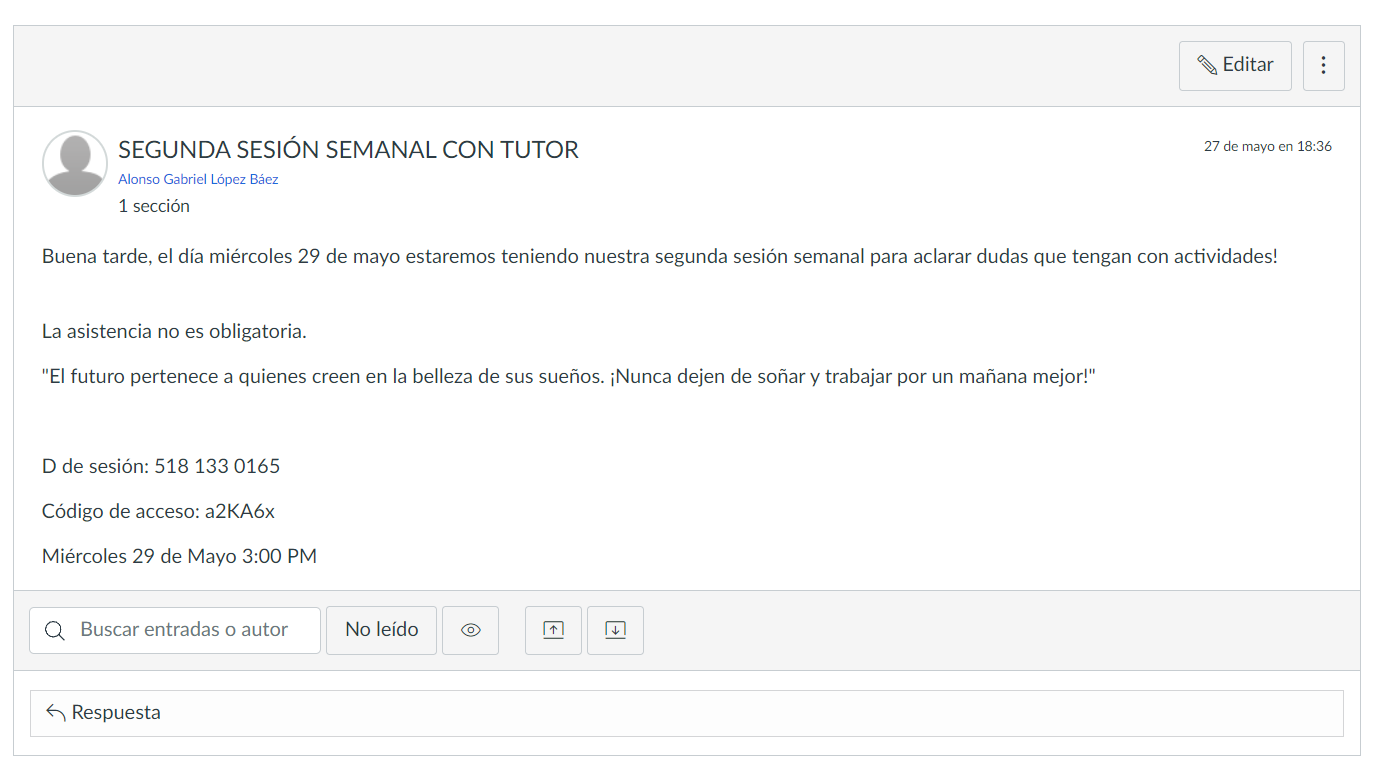 Editar
SEGUNDA SESIÓN SEMANAL CON TUTOR
27 de mayo en 18:36
Alonso Gabriel López Báez
1 sección
Buena tarde, el día miércoles 29 de mayo estaremos teniendo nuestra segunda sesión semanal para aclarar dudas que tengan con actividades!
La asistencia no es obligatoria.
"El futuro pertenece a quienes creen en la belleza de sus sueños. ¡Nunca dejen de soñar y trabajar por un mañana mejor!"
D de sesión: 518 133 0165
Código de acceso: a2KA6x
Miércoles 29 de Mayo 3:00 PM
Buscar entradas o autor
No leído
Respuesta